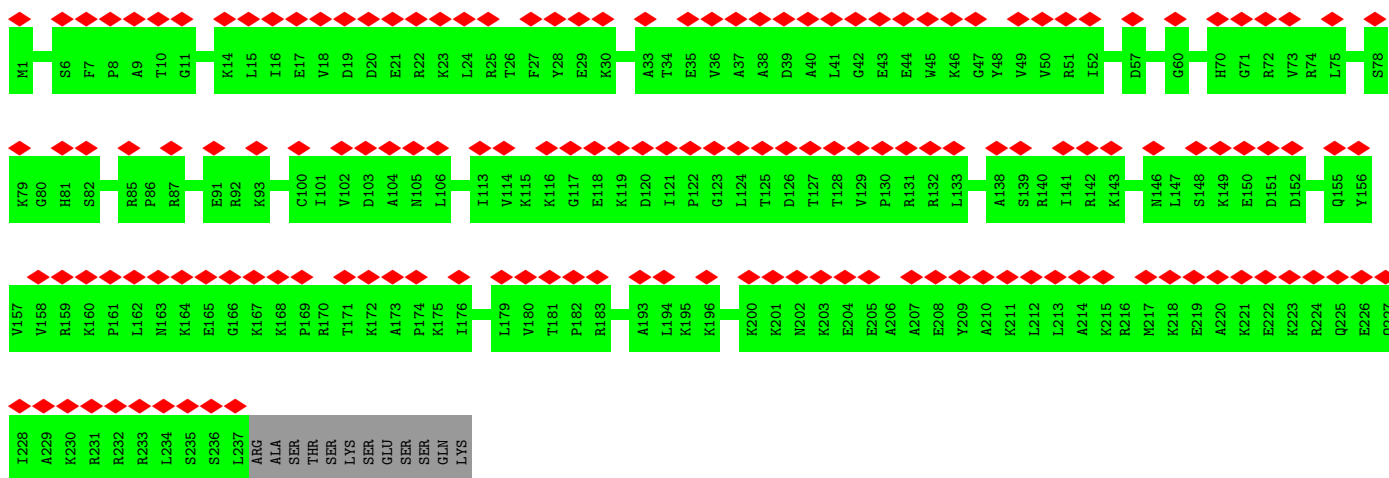 M1 S6 F7 P8 A9 T10 G11 K14 L15 I16 E17 V18 D19 D20 E21 R22 K23 L24 R25 T26 F27 Y28 E29 K30 A33 T34 E35 V36 A37 A38 D39 A40 L41 G42 E43 E44 W45 K46 G47 Y48 V49 V50 R51 I52 D57 G60 H70 G71 R72 V73 R74 L75 S78
K79 G80 H81 S82 R85 P86 R87 E91 R92 K93 C100 I101 V102 D103 A104 N105 L106 I113 V114 K115 K116 G117 E118 K119 D120 I121 P122 G123 L124 T125 D126 T127 T128 V129 P130 R131 R132 L133 A138 S139 R140 I141 R142 K143 N146 L147 S148 K149 E150 D151 D152 Q155 Y156
V157 V158 R159 K160 P161 L162 N163 K164 E165 G166 K167 K168 P169 R170 T171 K172 A173 P174 K175 I176 L179 V180 T181 P182 R183 A193 L194 K195 K196 K200 K201 N202 K203 E204 E205 A206 A207 E208 Y209 A210 K211 L212 L213 A214 K215 R216 M217 K218 E219 A220 K221 E222 K223 R224 Q225 E226
I228 A229 K230 R231 R232 R233 L234 S235 S236 L237 ARG ALA SER THR SER LYS SER GLU SER SER GLN LYS